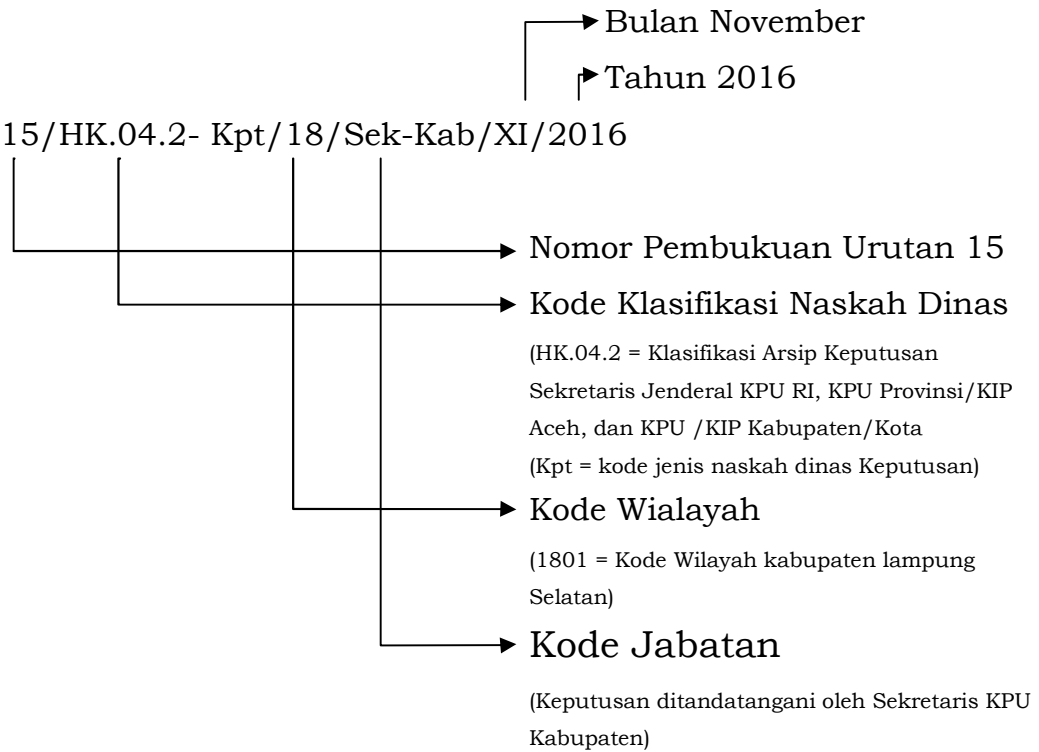 Bulan November
Tahun 2016
15/HK.04.2- Kpt/18/Sek-Kab/XI/2016
Nomor Pembukuan Urutan 15
Kode Klasifikasi Naskah Dinas
(HK.04.2 = Klasifikasi Arsip Keputusan
Sekretaris Jenderal KPU RI, KPU Provinsi/KIP
Aceh, dan KPU /KIP Kabupaten/Kota
(Kpt = kode jenis naskah dinas Keputusan)
Kode Wialayah
(1801 = Kode Wilayah kabupaten lampung
Selatan)
Kode Jabatan
(Keputusan ditandatangani oleh Sekretaris KPU
Kabupaten)